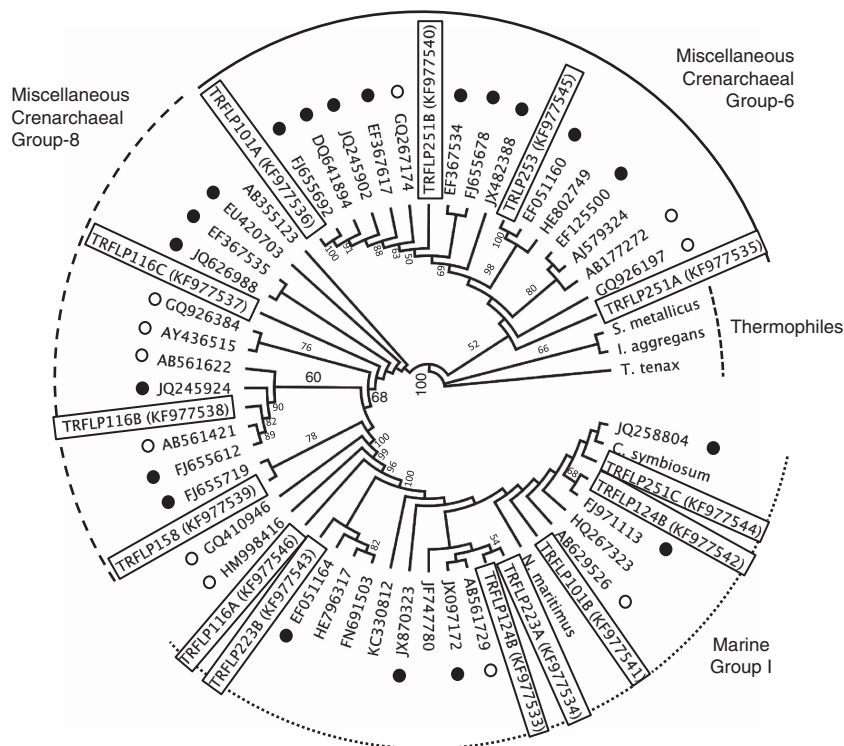 Miscellaneous
Crenarchaeal
Group-8
Miscellaneous
Crenarchaeal
Group-6
Thermophiles
Marine
Group I
AB355123
TRFLP101A (KF977536)
FJ655692
DQ641894
JQ245902
EF367617
GQ267174
TRFLP251B (KF977540)
EF367534
FJ655678
JX482388
TRLP253 (KF977545)
EF051160
HE802749
EF125500
AJ579324
AB177272
GQ926197
TRFLP251A (KF977535)
S. metallicus
I. aggregans
T. tenax
JQ258804
C. symbiosum
TRFLP251C (KF977544)
TRFLP124B (KF977542)
FJ971113
HQ267323
AB629526
TRFLP101B (KF977541)
N. maritimus
TRFLP223A (KF977534)
TRFLP124B (KF977533)
AB561729
JX097172
JF747780
JX870323
KC330812
FN691503
HE796317
EF051164
TRFLP223B (KF977543)
TRFLP116A (KF977546)
HM998416
GQ410946
TRFLP158 (KF977539)
FJ655719
FJ655612
AB561421
TRFLP116B (KF977538)
JQ245924
AB561622
AY436515
GQ926384
TRFLP116C (KF977537)
JQ626988
EF367535
EU420703
100
91
88
63
50
69
100
98
80
52
66
100
68
76
60
90
82
89
78
100
99
96
100
82
54
68